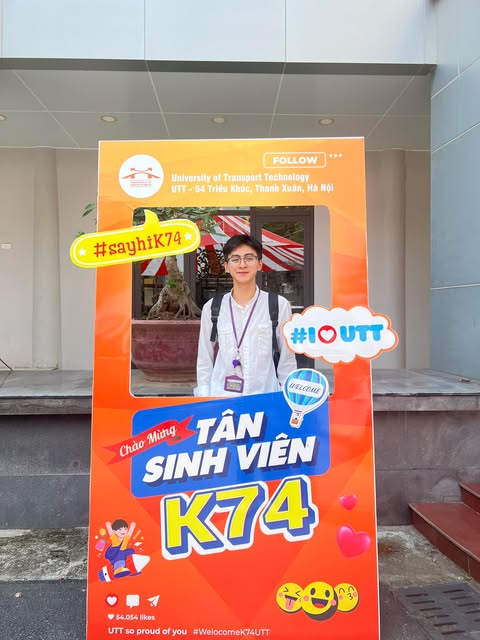 FOLLOW
University of Transport Technology
UTT - 54 Triều Khúc, Thanh Xuân, Hà Nội
#sayhiK74
#I UTT
WELCOME
Chào Mừng
TÂN
SINH VIÊN
K74
54.054 likes
UTT so proud of you #WelocomeK74UTT